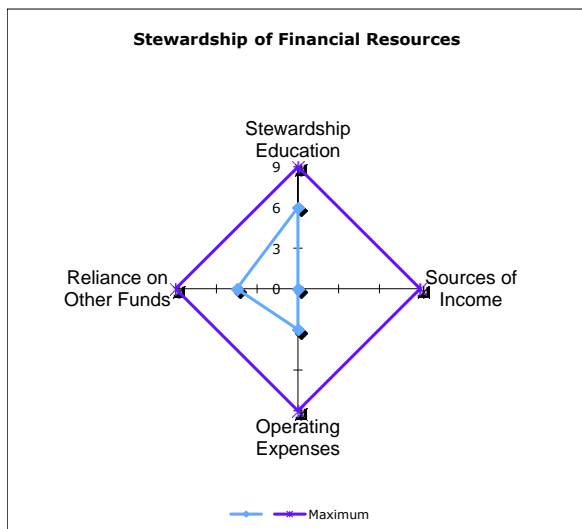 Stewardship of Financial Resources
Stewardship
Education
9
6
3
0
Reliance on
Other Funds
Sources of
Income
Operating
Expenses
Maximum